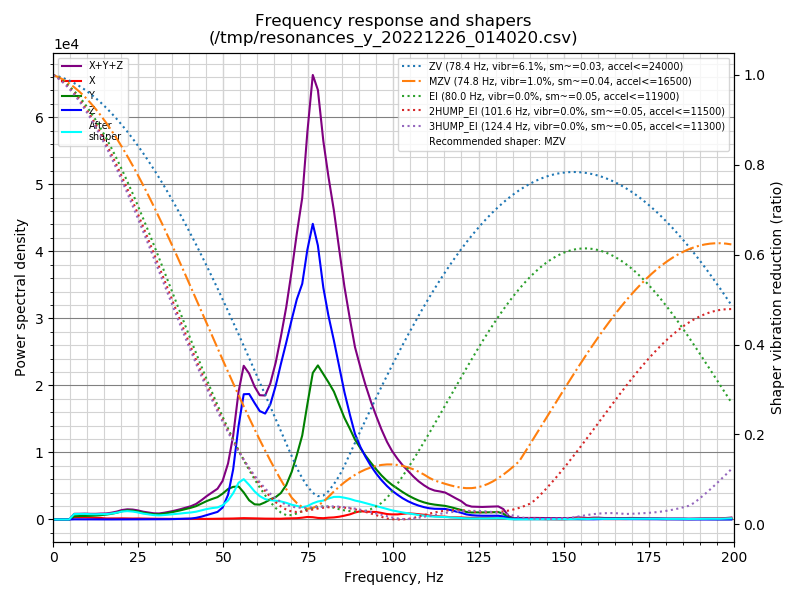 Frequency response and shapers
(/tmp/resonances_y_20221226_014020.csv)
1e4
X+Y+Z
X
Y
Z
After
shaper
ZV (78.4 Hz, vibr=6.1%, sm~=0.03, accel<=24000)
MZV (74.8 Hz, vibr=1.0%, sm~=0.04, accel<=16500)
EI (80.0 Hz, vibr=0.0%, sm~=0.05, accel<=11900)
2HUMP_EI (101.6 Hz, vibr=0.0%, sm~=0.05, accel<=11500)
3HUMP_EI (124.4 Hz, vibr=0.0%, sm~=0.05, accel<=11300)
Recommended shaper: MZV
Power spectral density
6
5
4
3
2
1
0
1.0
0.8
0.6
0.4
0.2
0.0
Shaper vibration reduction (ratio)
0 25 50 75 100 125 150 175 200
Frequency, Hz